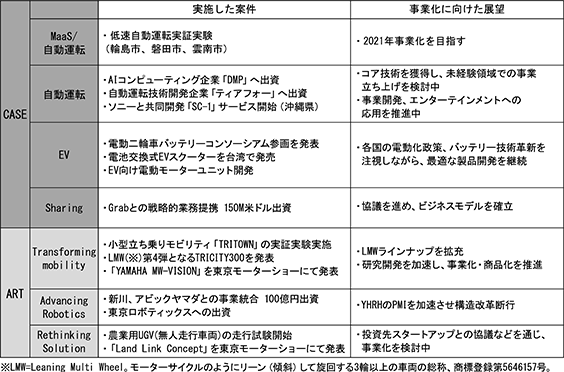 実施した案件
事業化に向けた展望
CASE
MaaS/
自動運転
・低速自動運転実証実験
（輪島市、磐田市、雲南市）
・2021年事業化を目指す
自動運転
・AIコンピューティング企業「DMP」へ出資
・自動運転技術開発企業「ティアフォー」へ出資
・ソニーと共同開発「SC-1」サービス開始（沖縄県）
・コア技術を獲得し、未経験領域での事業
立ち上げを検討中
・事業開発、エンターテインメントへの
応用を推進中
EV
・電動二輪車バッテリーコンソーシアム参画を発表
・電池交換式EVスクーターを台湾で発売
・EV向け電動モーターユニット開発
・各国の電動化政策、バッテリー技術革新を
注視しながら、最適な製品開発を継続
Sharing
・Grabとの戦略的業務提携 150M米ドル出資
・協議を進め、ビジネスモデルを確立
ART
Transforming
mobility
・小型立ち乗りモビリティ「TRITOWN」の実証実験実施
・LMW(※)第4弾となるTRICITY300を発表
・「YAMAHA MW-VISION」を東京モーターショーにて発表
・LMWラインナップを拡充
・研究開発を加速し、事業化・商品化を推進
Advancing
Robotics
・新川、アピックヤマダとの事業統合 100億円出資
・東京ロボティックスへの出資
・YHRHのPMIを加速させ構造改革断行
Rethinking
Solution
・農業用UGV(無人走行車両)の走行試験開始
・「Land Link Concept」を東京モーターショーにて発表
・投資先スタートアップとの協議などを通じ、
事業化を検討中
※LMW=Leaning Multi Wheel。モーターサイクルのようにリーン（傾斜）して旋回する3輪以上の車両の総称、商標登録第5646157号。